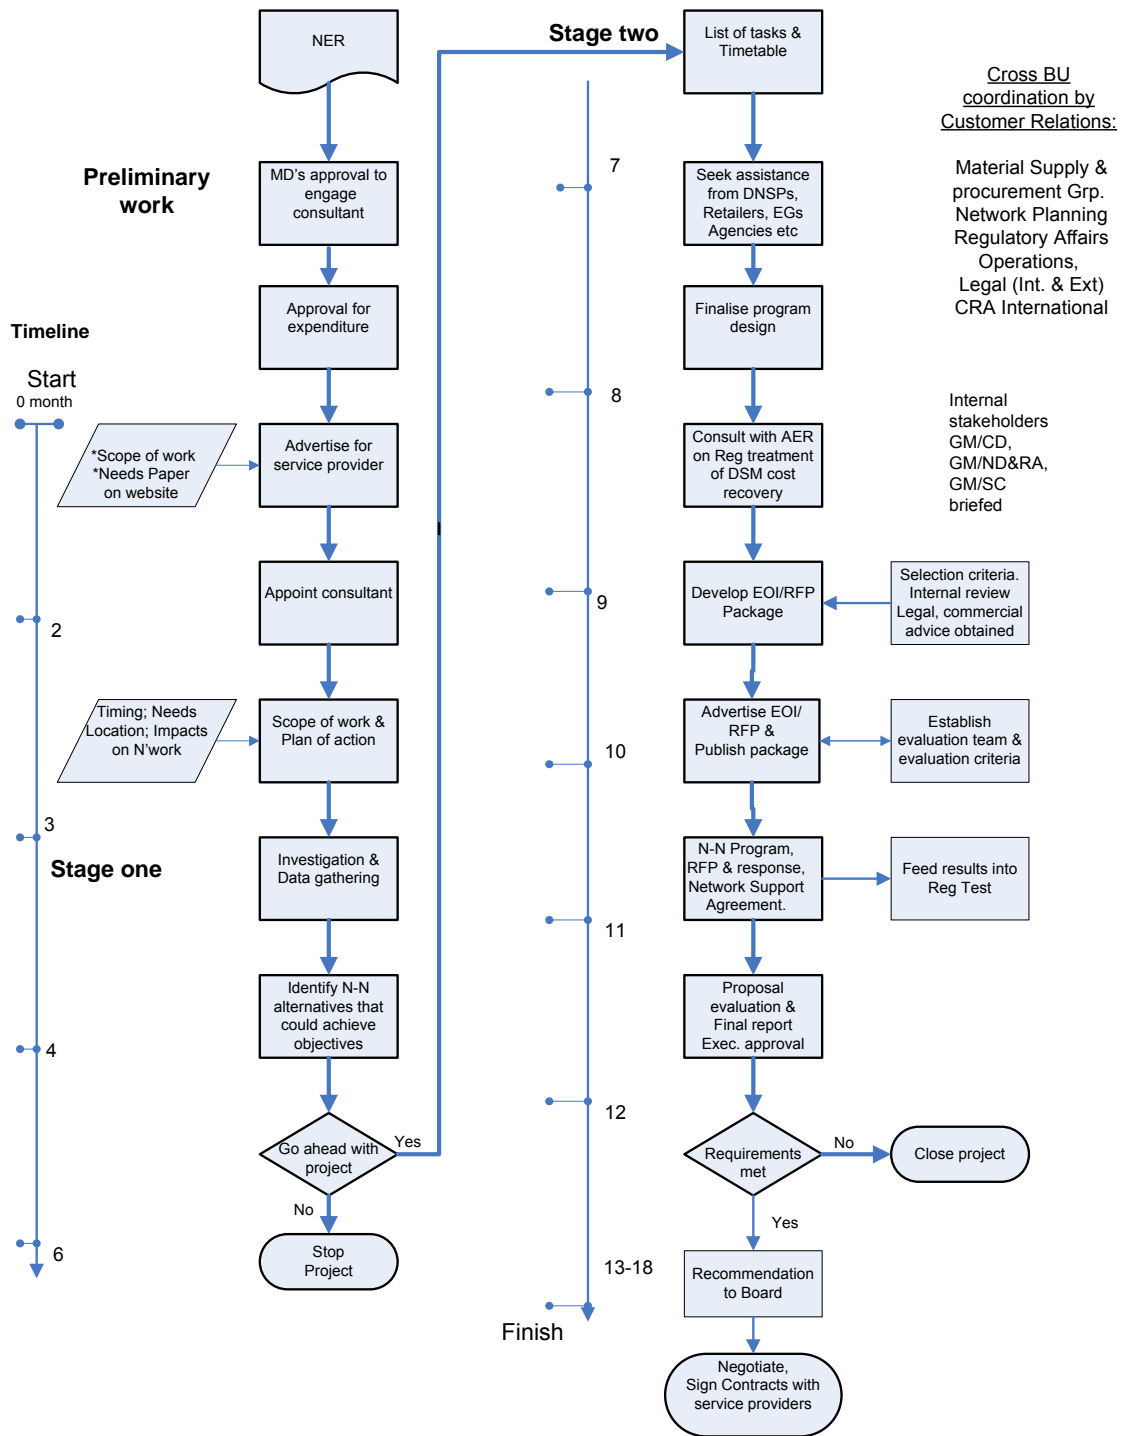 NER
Preliminary
work
MD's approval to
engage
consultant
Approval for
expenditure
Timeline
Start
0 month
*Scope of work
*Needs Paper
on website
Advertise for
service provider
Appoint consultant
2
Timing; Needs
Location; Impacts
on N'work
Scope of work &
Plan of action
3
Stage one
Investigation &
Data gathering
Identify N-N
alternatives that
could achieve
objectives
4
Go ahead with
project
Yes
No
6
Stop
Project
Stage two
List of tasks &
Timetable
7
Seek assistance
from DNSPs,
Retailers, EGs
Agencies etc
Finalise program
design
8
Consult with AER
on Reg treatment
of DSM cost
recovery
9
Develop EOI/RFP
Package
Selection criteria.
Internal review
Legal, commercial
advice obtained
Advertise EOI/
RFP &
Publish package
10
Establish
evaluation team &
evaluation criteria
N-N Program,
RFP & response,
Network Support
Agreement.
Feed results into
Reg Test
11
Proposal
evaluation &
Final report
Exec. approval
12
Requirements
met
No
Close project
Yes
13-18
Recommendation
to Board
Finish
Negotiate,
Sign Contracts with
service providers
Cross BU
coordination by
Customer Relations:
Material Supply &
procurement Grp.
Network Planning
Regulatory Affairs
Operations,
Legal (Int. & Ext)
CRA International
Internal
stakeholders
GM/CD,
GM/ND&RA,
GM/SC
briefed